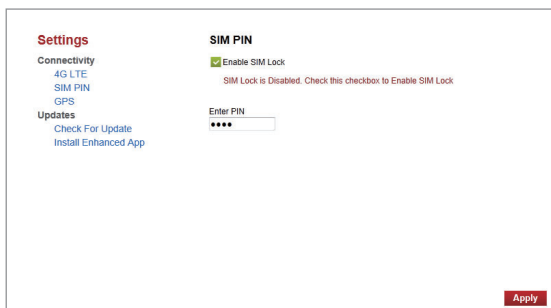 Settings
Connectivity
4G LTE
SIM PIN
GPS
Updates
Check For Update
Install Enhanced App
SIM PIN
Enable SIM Lock
SIM Lock is Disabled. Check this checkbox to Enable SIM Lock
Enter PIN
••••
Apply